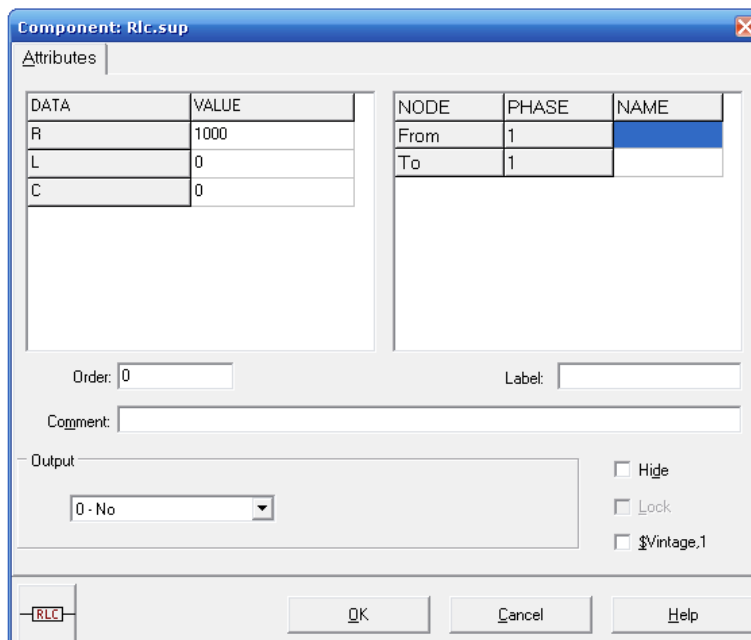 Component: Rlc.sup
Attributes
DATA VALUE
R 1000
L 0
C 0
NODE PHASE NAME
From 1
To 1
Order: 0
Label:
Comment:
Output
0 - No
Hide
Lock
$Vintage,1
RLC
OK
Cancel
Help